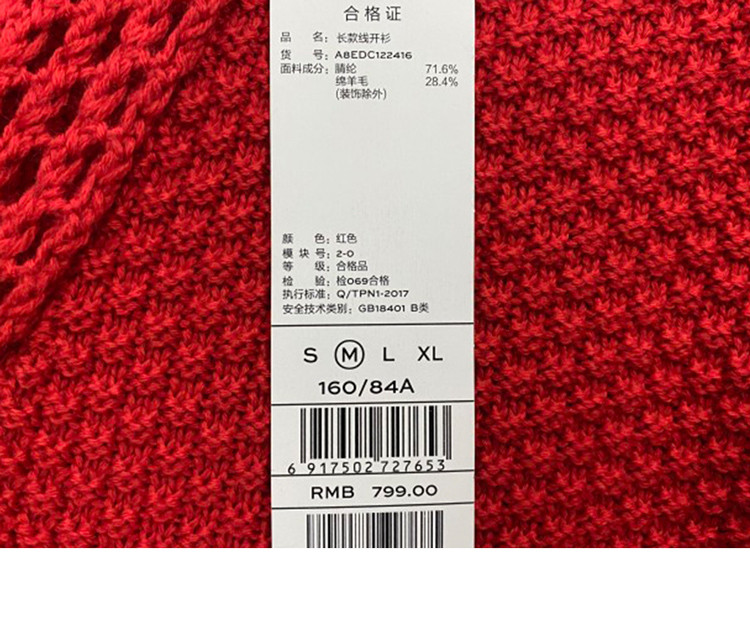 合格证
品 名: 长款线开衫
货 号: A8EDC122416
面料成分: 腈纶 71.6%
绵羊毛 28.4%
(装饰除外)
颜 色: 红色
模 块 号: 2-0
等 级: 合格品
检 验: 检069合格
执行标准: Q/TPN1-2017
安全技术类别: GB18401 B类
S M L XL
160/84A
6 917502 727653
RMB 799.00